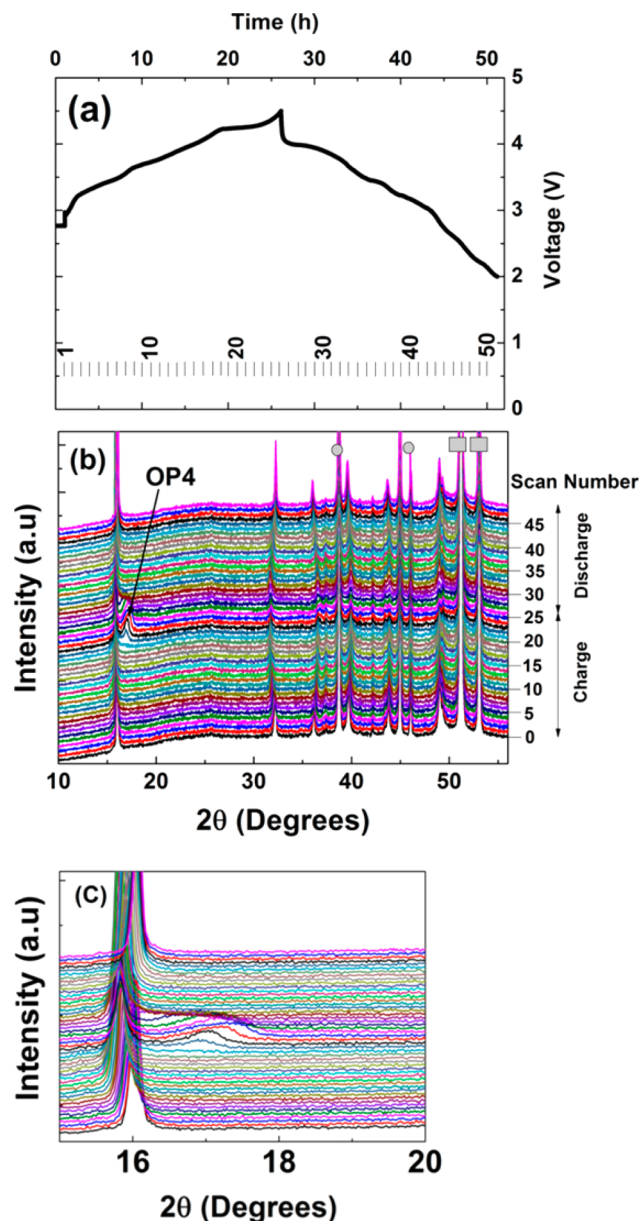 Time (h)
0 10 20 30 40 50
(a)
5
4
3
2
1
0
Voltage (V)
1 10 20 30 40 50
(b)
OP4
Scan Number
45
40
35
30
25
20
15
10
5
0
Discharge
Charge
Intensity (a.u)
10 20 30 40 50
2θ (Degrees)
(C)
Intensity (a.u)
16 18 20
2θ (Degrees)